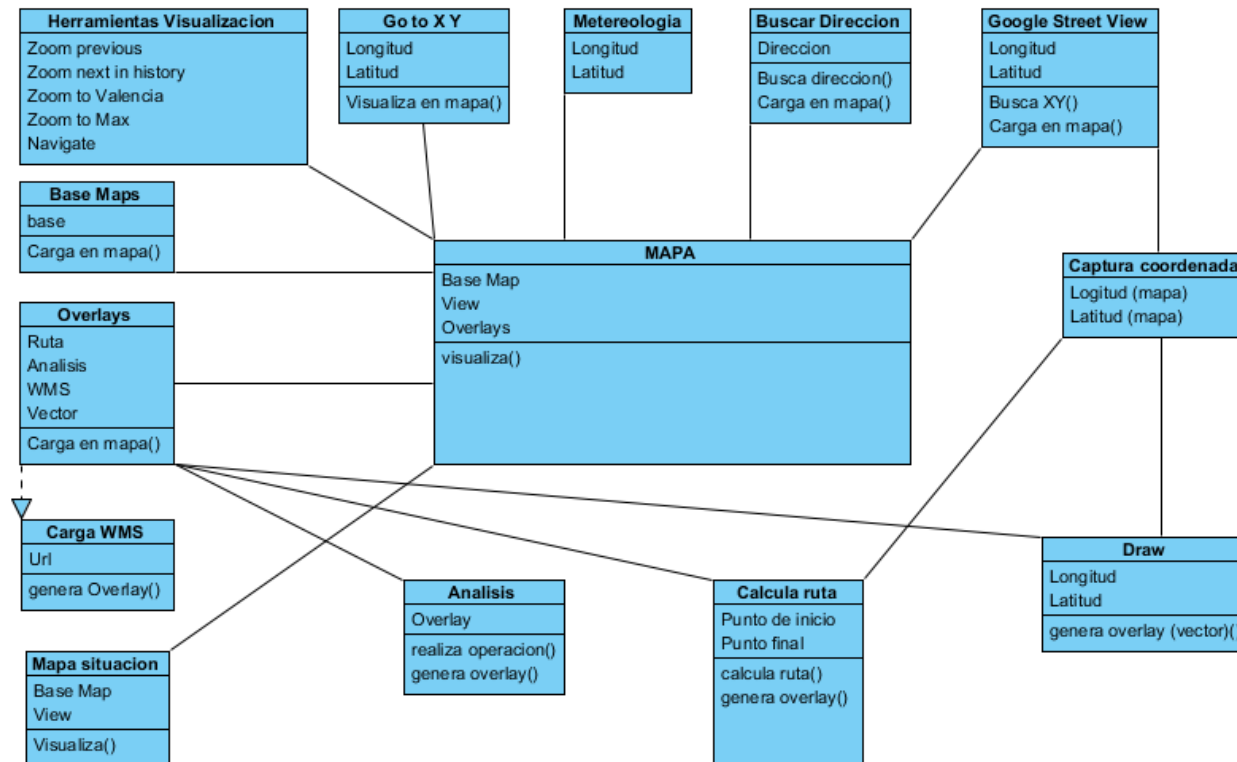 Herramientas Visualizacion
Zoom previous
Zoom next in history
Zoom to Valencia
Zoom to Max
Navigate
Go to X Y
Longitud
Latitud
Visualiza en mapa()
Metereologia
Longitud
Latitud
Buscar Direccion
Direccion
Busca direccion()
Carga en mapa()
Google Street View
Longitud
Latitud
Busca XY()
Carga en mapa()
Base Maps
base
Carga en mapa()
MAPA
Base Map
View
Overlays
visualiza()
Captura coordenada
Logitud (mapa)
Latitud (mapa)
Overlays
Ruta
Analisis
WMS
Vector
Carga en mapa()
Carga WMS
Url
genera Overlay()
Mapa situacion
Base Map
View
Visualiza()
Analisis
Overlay
realiza operacion()
genera overlay()
Calcula ruta
Punto de inicio
Punto final
calcula ruta()
genera overlay()
Draw
Longitud
Latitud
genera overlay (vector)()